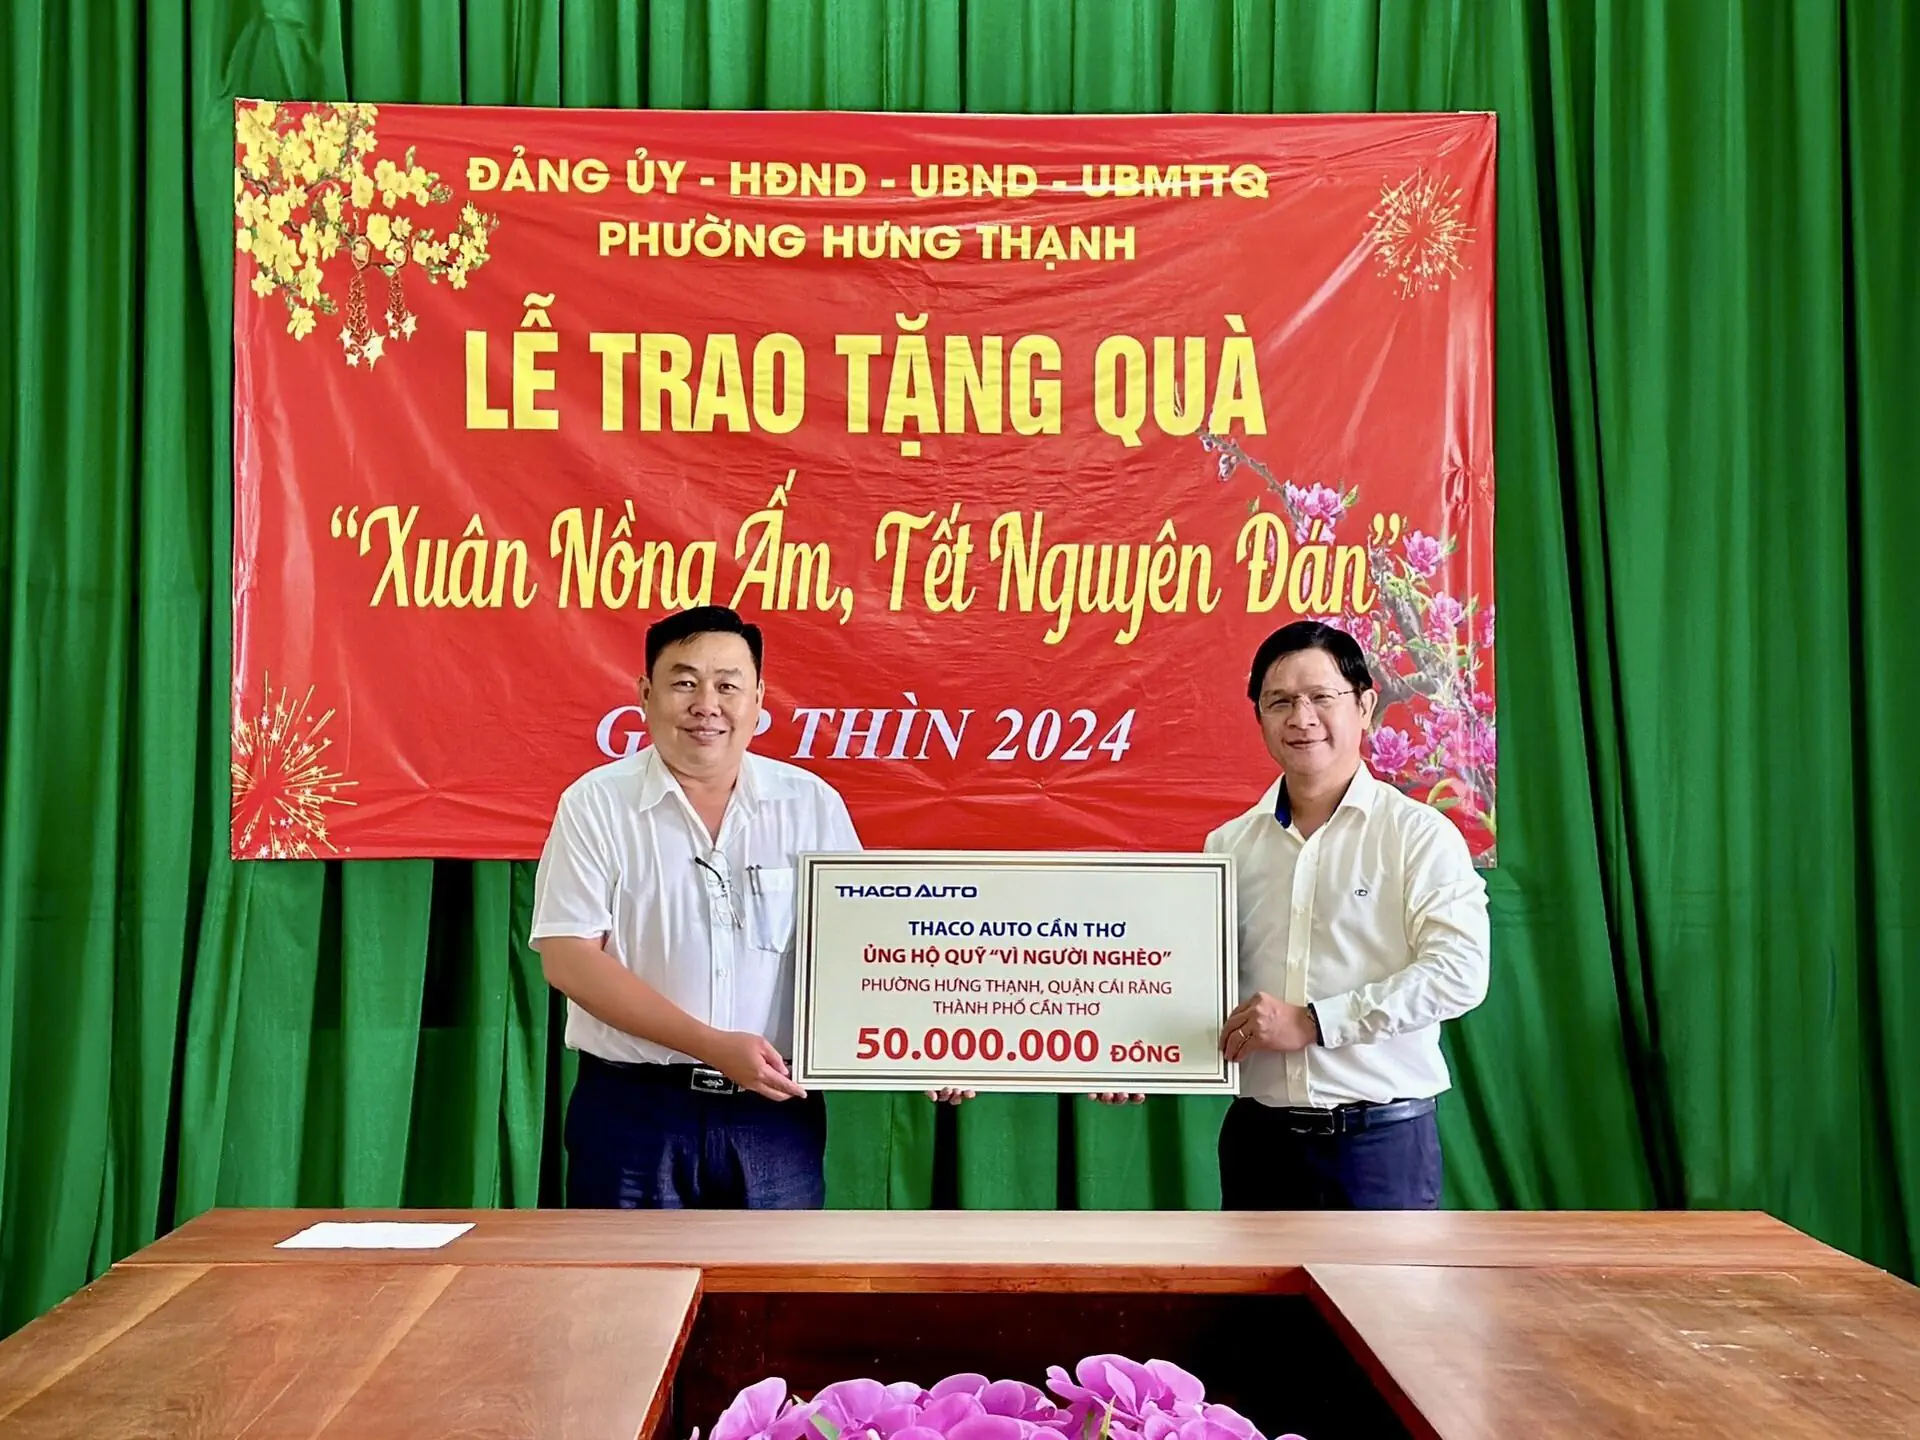 ĐẢNG ỦY - HĐND - UBND - UBMTTQ
PHƯỜNG HƯNG THẠNH
LỄ TRAO TẶNG QUÀ
“Xuân Nồng Ấm, Tết Nguyên Đán”
THÌN 2024
THACO AUTO
THACO AUTO CẦN THƠ
ỦNG HỘ QUỸ “VÌ NGƯỜI NGHÈO”
PHƯỜNG HƯNG THẠNH, QUẬN CÁI RĂNG
THÀNH PHỐ CẦN THƠ
50.000.000 ĐỒNG